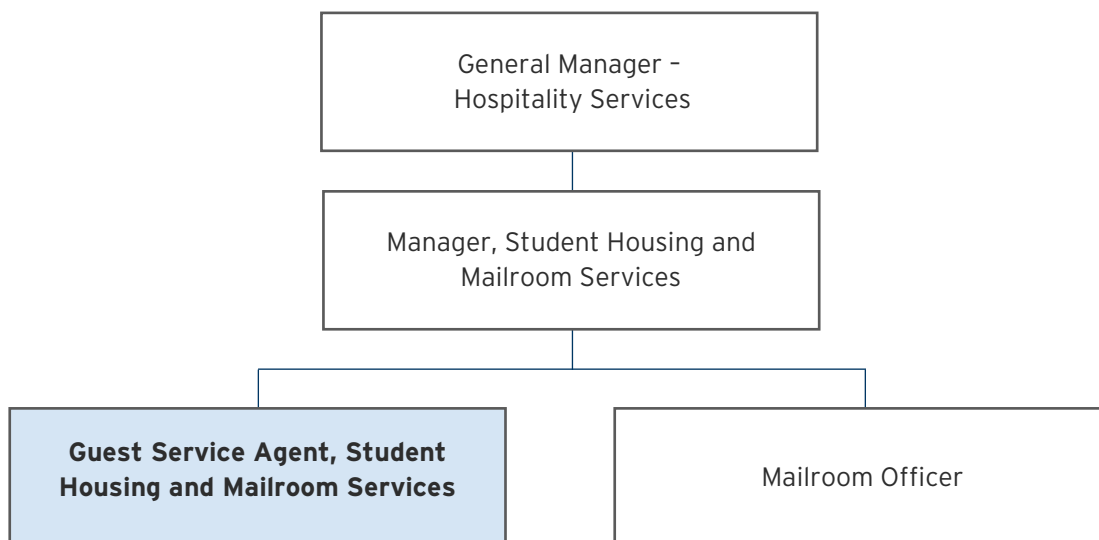 General Manager –
Hospitality Services
Manager, Student Housing and
Mailroom Services
Guest Service Agent, Student
Housing and Mailroom Services
Mailroom Officer